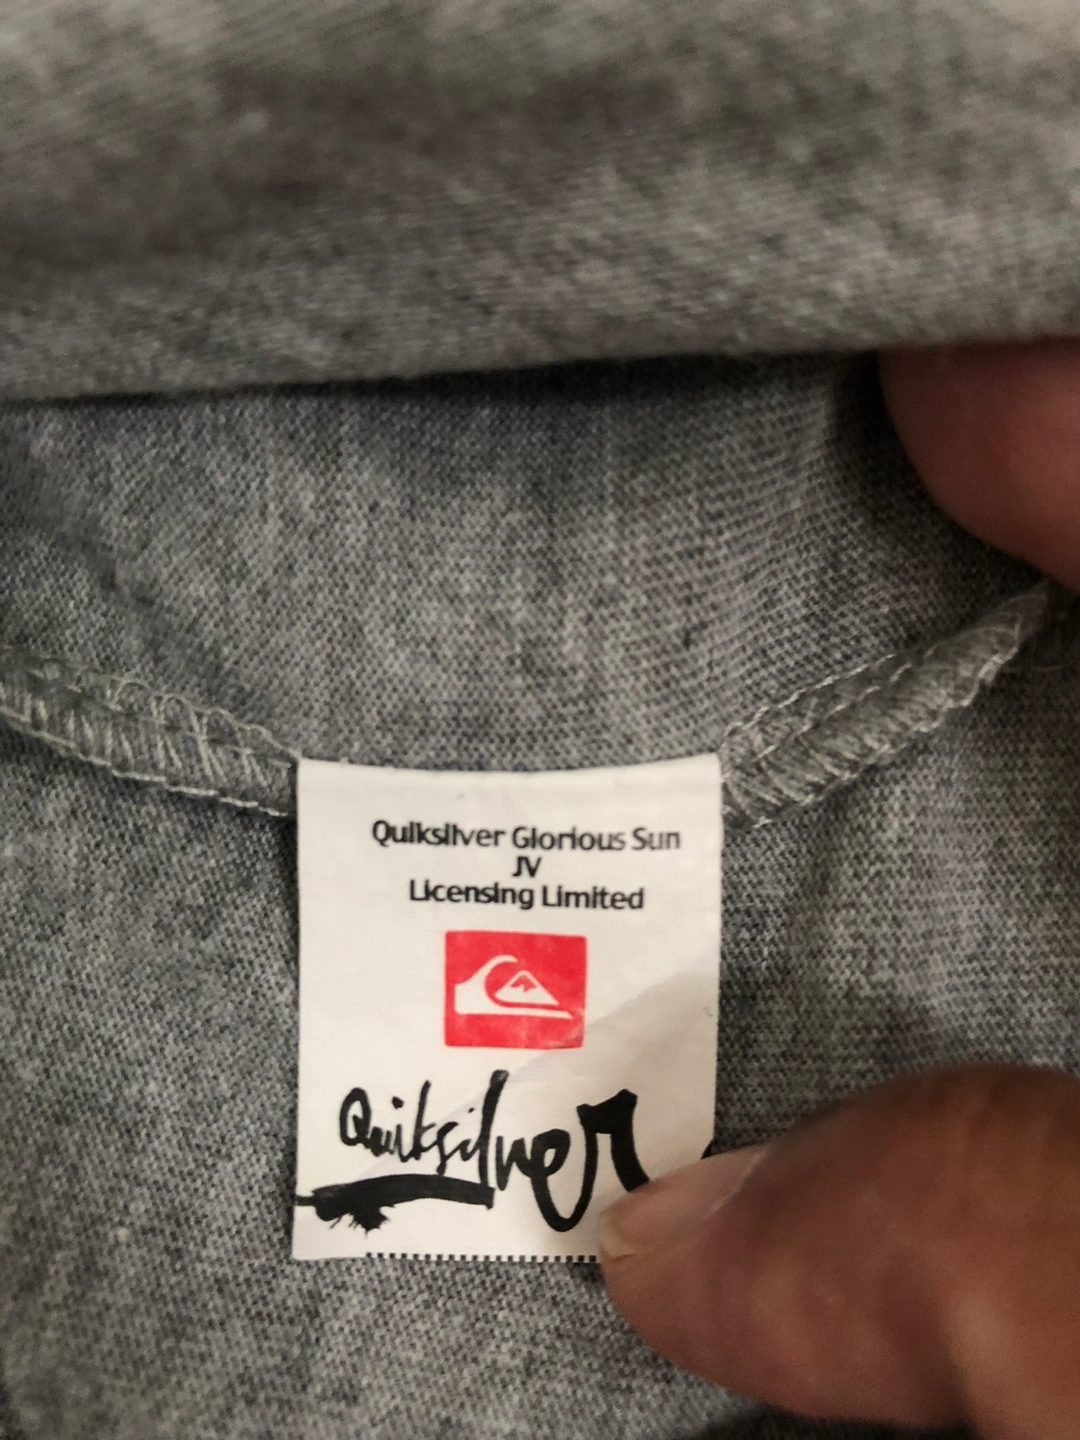 Quiksilver Glorious Sun
JV
Licensing Limited
Quiksilver